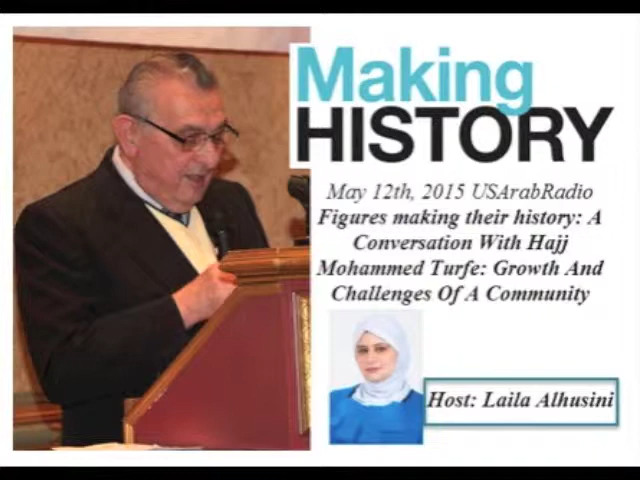 Making
HISTORY
May 12th, 2015 USArabRadio
Figures making their history: A
Conversation With Hajj
Mohammed Turfe: Growth And
Challenges Of A Community
Host: Laila Alhusini